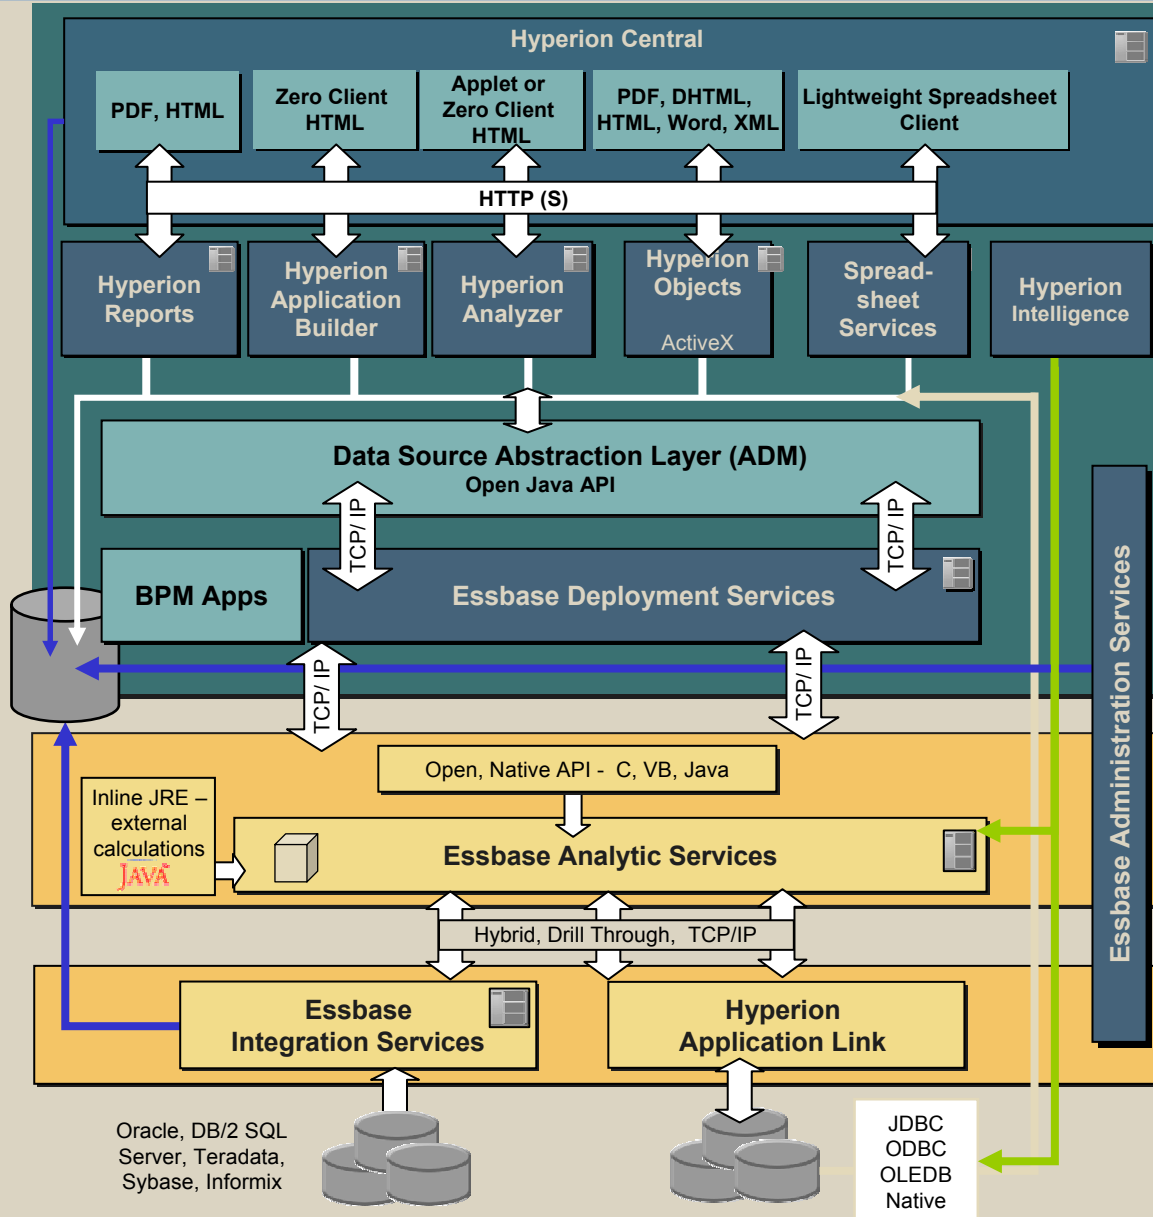 Hyperion Central
PDF, HTML
Zero Client
HTML
Applet or
Zero Client
HTML
PDF, DHTML,
HTML, Word, XML
Lightweight Spreadsheet
Client
HTTP (S)
Hyperion
Reports
Hyperion
Application
Builder
Hyperion
Analyzer
Hyperion
Objects
ActiveX
Spread-
sheet
Services
Hyperion
Intelligence
Data Source Abstraction Layer (ADM)
Open Java API
TCP/ IP
TCP/ IP
BPM Apps
Essbase Deployment Services
TCP/ IP
TCP/ IP
Essbase Administration Services
Open, Native API - C, VB, Java
Inline JRE –
external
calculations
JAVA
Essbase Analytic Services
Hybrid, Drill Through, TCP/IP
Essbase
Integration Services
Hyperion
Application Link
Oracle, DB/2 SQL
Server, Teradata,
Sybase, Informix
JDBC
ODBC
OLEDB
Native